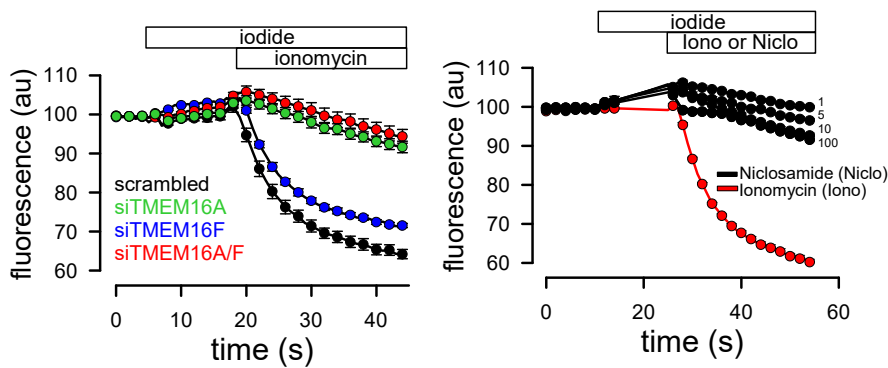 iodide
ionomycin
fluorescence (au)
110
100
90
80
70
60
scrambled
siTMEM16A
siTMEM16F
siTMEM16A/F
0
10
20
30
40
time (s)
iodide
Iono or Niclo
fluorescence (au)
110
100
90
80
70
60
1
5
10
100
Niclosamide (Niclo)
Ionomycin (Iono)
0
20
40
60
time (s)